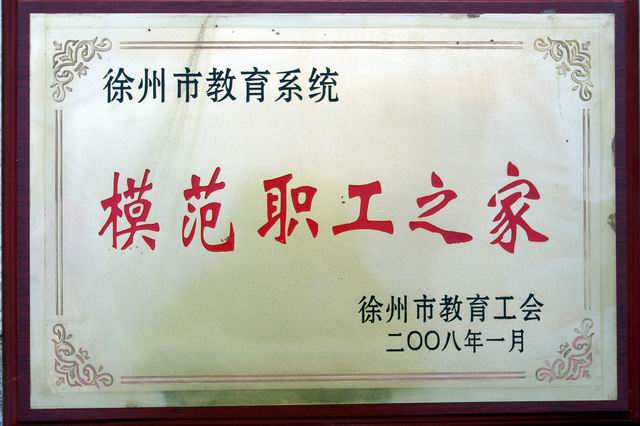 徐州市教育系统
模范职工之家
徐州市教育工会
二〇〇八年一月